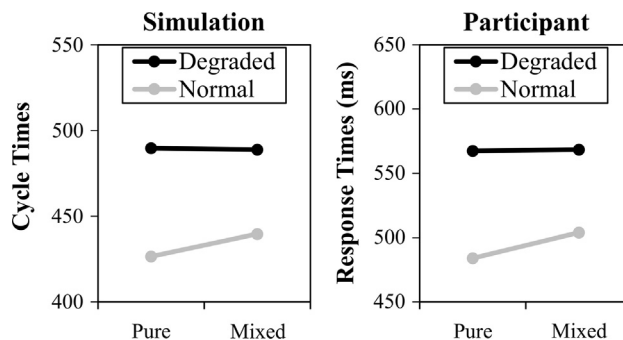 Simulation
Cycle Times
550
500
450
400
Degraded
Normal
Pure
Mixed
Participant
Response Times (ms)
650
600
550
500
450
Degraded
Normal
Pure
Mixed